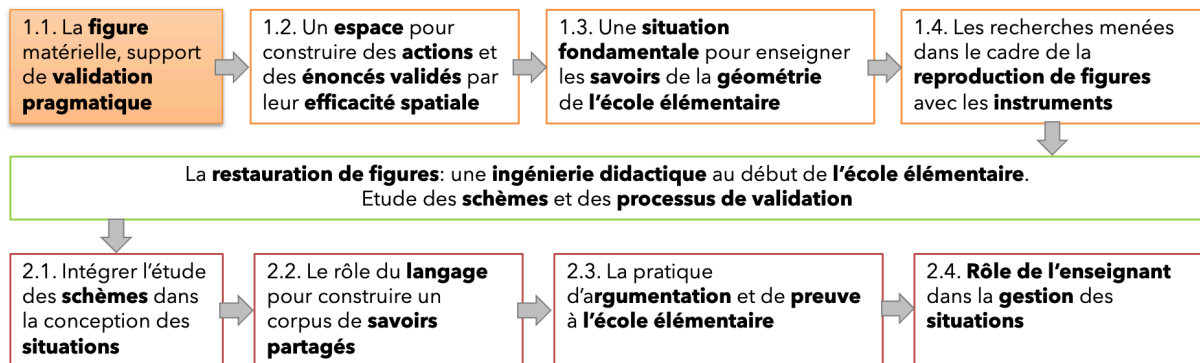 1.1. La figure
matérielle, support
de validation
pragmatique
1.2. Un espace pour
construire des actions et
des énoncés validés par
leur efficacité spatiale
1.3. Une situation
fondamentale pour enseigner
les savoirs de la géométrie
de l'école élémentaire
1.4. Les recherches menées
dans le cadre de la
reproduction de figures
avec les instruments
La restauration de figures: une ingénierie didactique au début de l'école élémentaire.
Etude des schèmes et des processus de validation
2.1. Intégrer l'étude
des schèmes dans
la conception des
situations
2.2. Le rôle du langage
pour construire un
corpus de savoirs
partagés
2.3. La pratique
d'argumentation et de preuve
à l'école élémentaire
2.4. Rôle de l'enseignant
dans la gestion des
situations